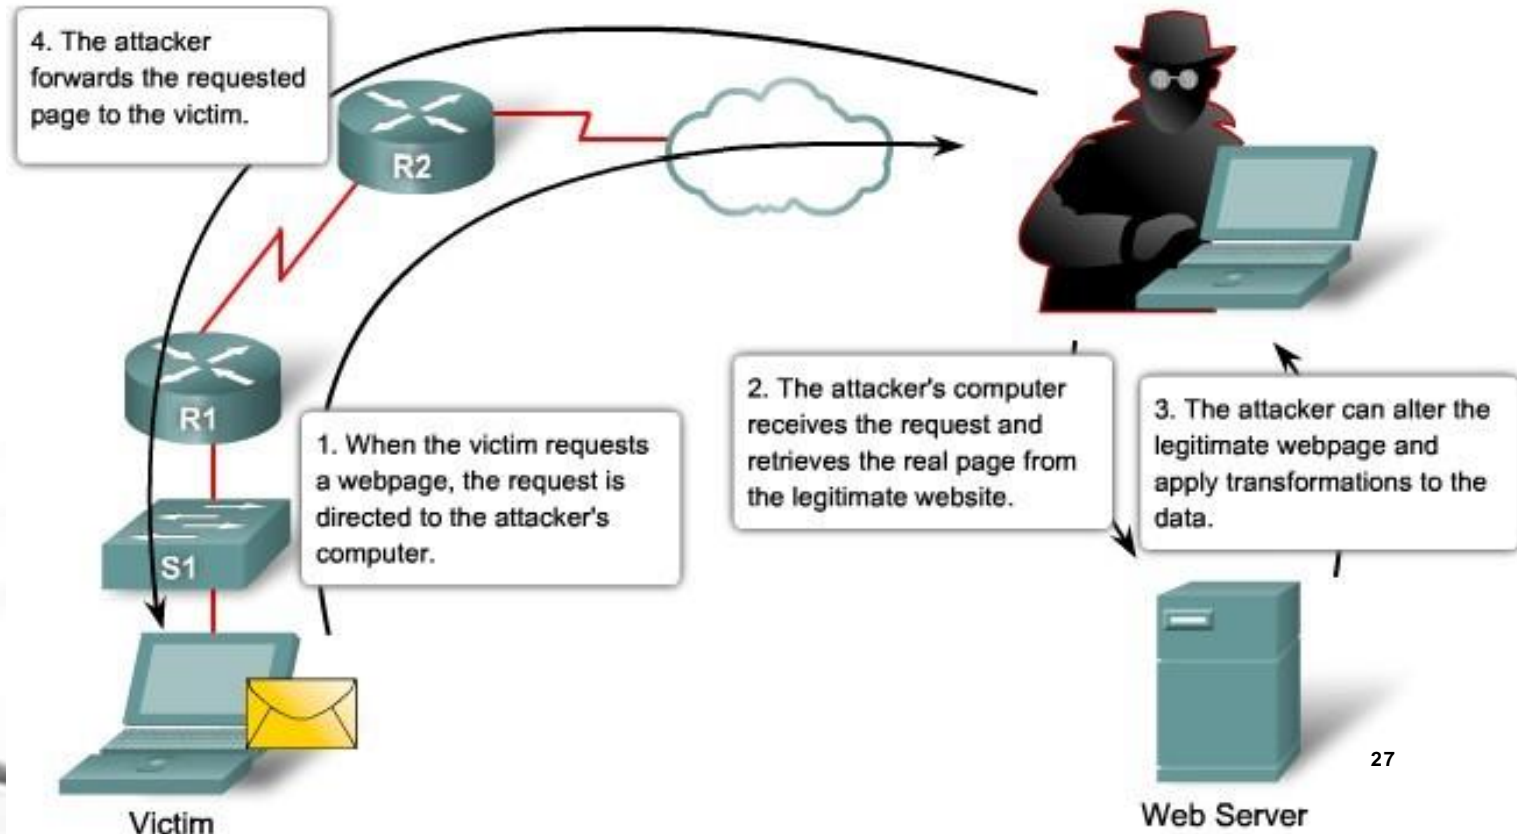 4. The attacker
forwards the requested
page to the victim.
R2
R1
1. When the victim requests
a webpage, the request is
directed to the attacker's
computer.
2. The attacker's computer
receives the request and
retrieves the real page from
the legitimate website.
3. The attacker can alter the
legitimate webpage and
apply transformations to the
data.
S1
27
Victim
Web Server